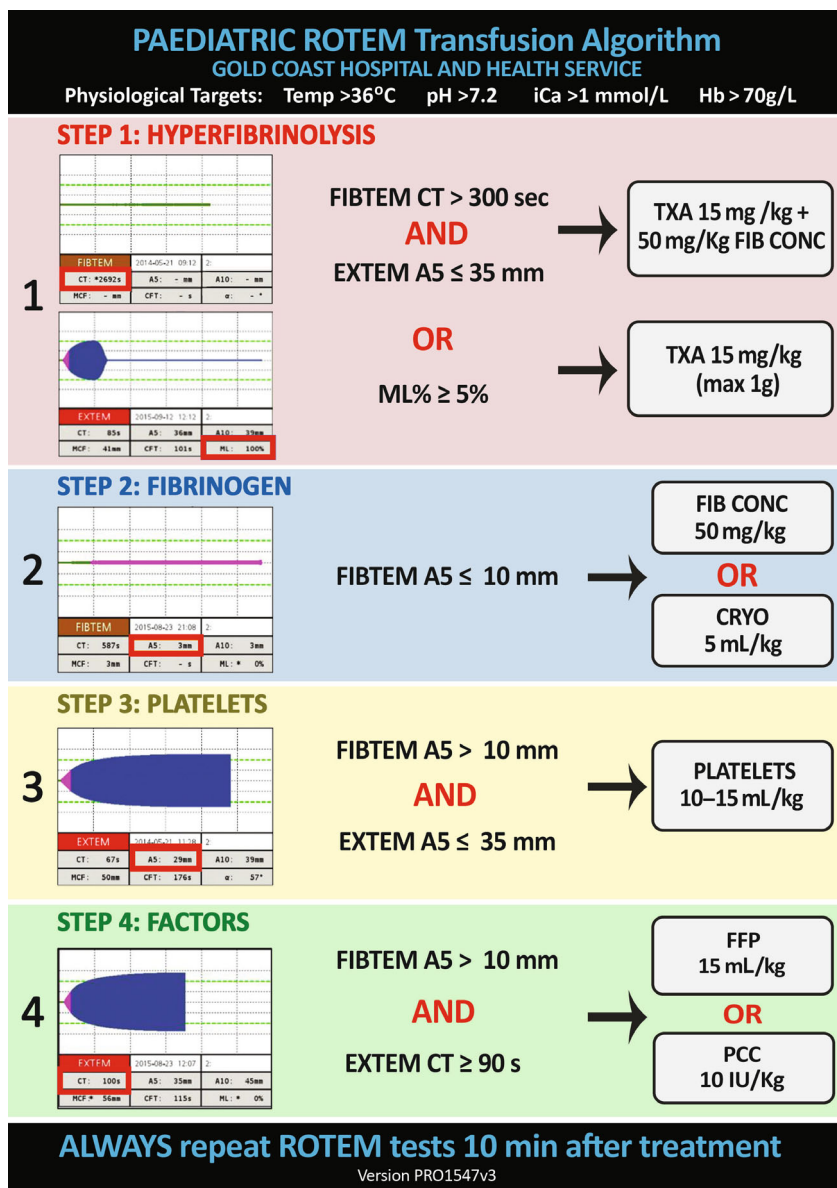 PAEDIATRIC ROTEM Transfusion Algorithm
GOLD COAST HOSPITAL AND HEALTH SERVICE
Physiological Targets: Temp >36°C pH >7.2 iCa >1 mmol/L Hb > 70g/L
STEP 1: HYPERFIBRINOLYSIS
1
FIBTEM 2014-05-21 09:12 2:
CT: *2692s A5: - mm A10: - mm
MCF: - mm CFT: - s α: - °
FIBTEM CT > 300 sec
AND
EXTEM A5 ≤ 35 mm
TXA 15 mg /kg +
50 mg/Kg FIB CONC
OR
EXTEM 2015-09-12 12:12 2:
CT: 85s A5: 36mm A10: 39mm
MCF: 41mm CFT: 101s ML: 100%
ML% ≥ 5%
TXA 15 mg/kg
(max 1g)
STEP 2: FIBRINOGEN
2
FIBTEM 2015-08-23 21:08 2:
CT: 587s A5: 3mm A10: 3mm
MCF: 3mm CFT: - s ML: * 0%
FIBTEM A5 ≤ 10 mm
FIB CONC
50 mg/kg
OR
CRYO
5 mL/kg
STEP 3: PLATELETS
3
EXTEM 2014-05-21 11:28 2:
CT: 67s A5: 29mm A10: 39mm
MCF: 50mm CFT: 176s α: 57°
FIBTEM A5 > 10 mm
AND
EXTEM A5 ≤ 35 mm
PLATELETS
10–15 mL/kg
STEP 4: FACTORS
4
EXTEM 2015-08-23 12:07 2:
CT: 100s A5: 35mm A10: 45mm
MCF:* 56mm CFT: 115s ML: * 0%
FIBTEM A5 > 10 mm
AND
EXTEM CT ≥ 90 s
FFP
15 mL/kg
OR
PCC
10 IU/Kg
ALWAYS repeat ROTEM tests 10 min after treatment
Version PRO1547v3